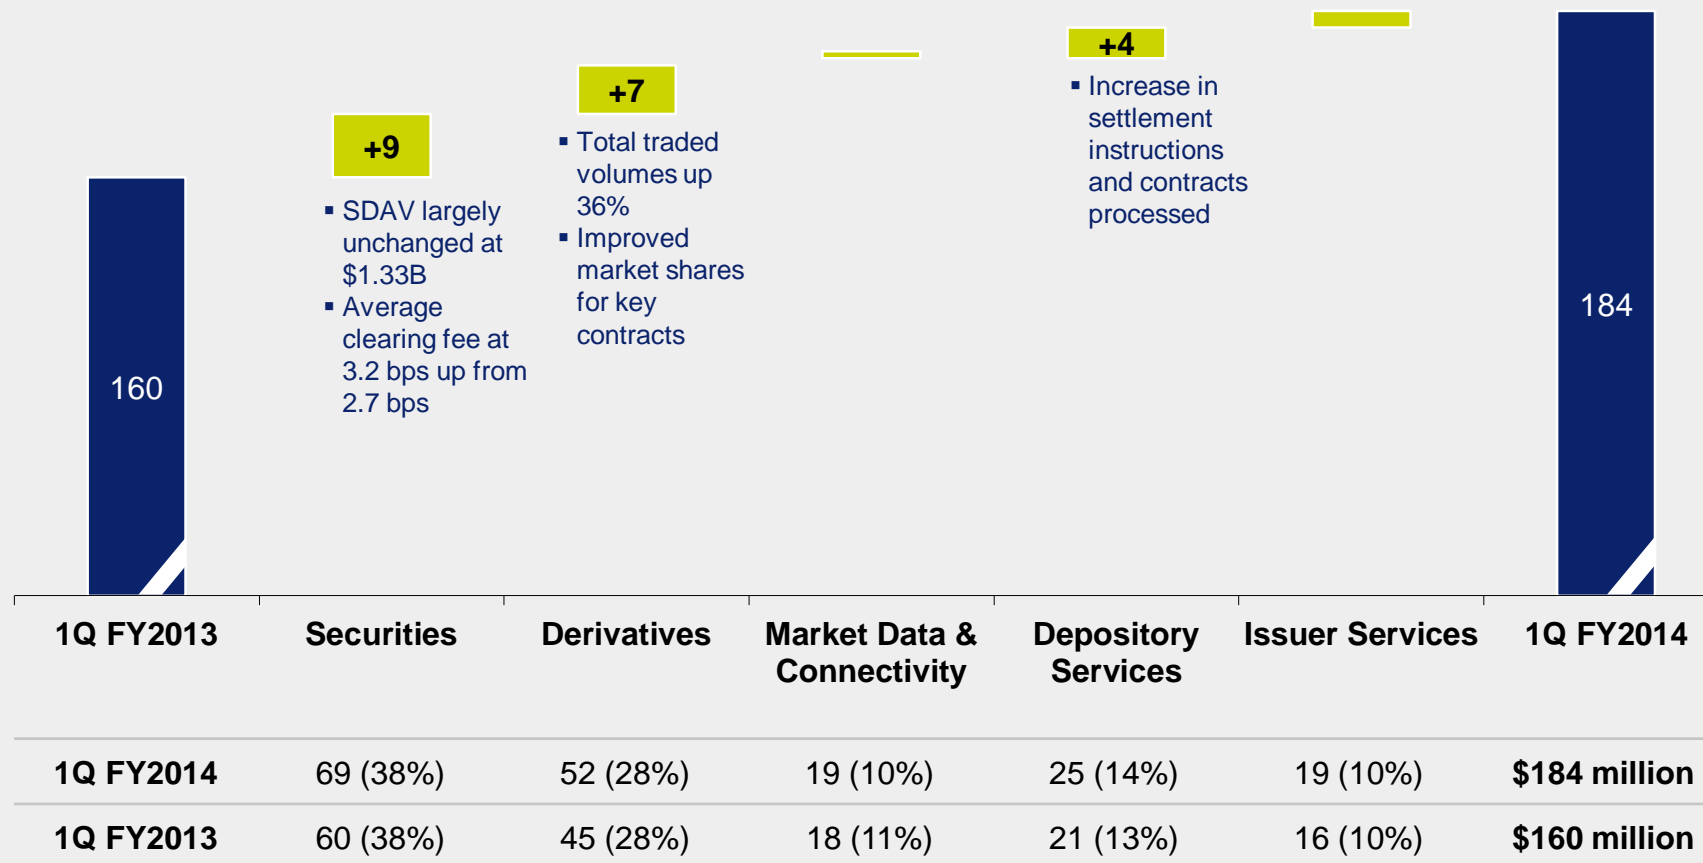 160
+9
▪ SDAV largely
unchanged at
$1.33B
▪ Average
clearing fee at
3.2 bps up from
2.7 bps
+7
▪ Total traded
volumes up
36%
▪ Improved
market shares
for key
contracts
+4
▪ Increase in
settlement
instructions
and contracts
processed
184
1Q FY2013 Securities Derivatives Market Data & Connectivity Depository Services Issuer Services 1Q FY2014
1Q FY2014 69 (38%) 52 (28%) 19 (10%) 25 (14%) 19 (10%) $184 million
1Q FY2013 60 (38%) 45 (28%) 18 (11%) 21 (13%) 16 (10%) $160 million